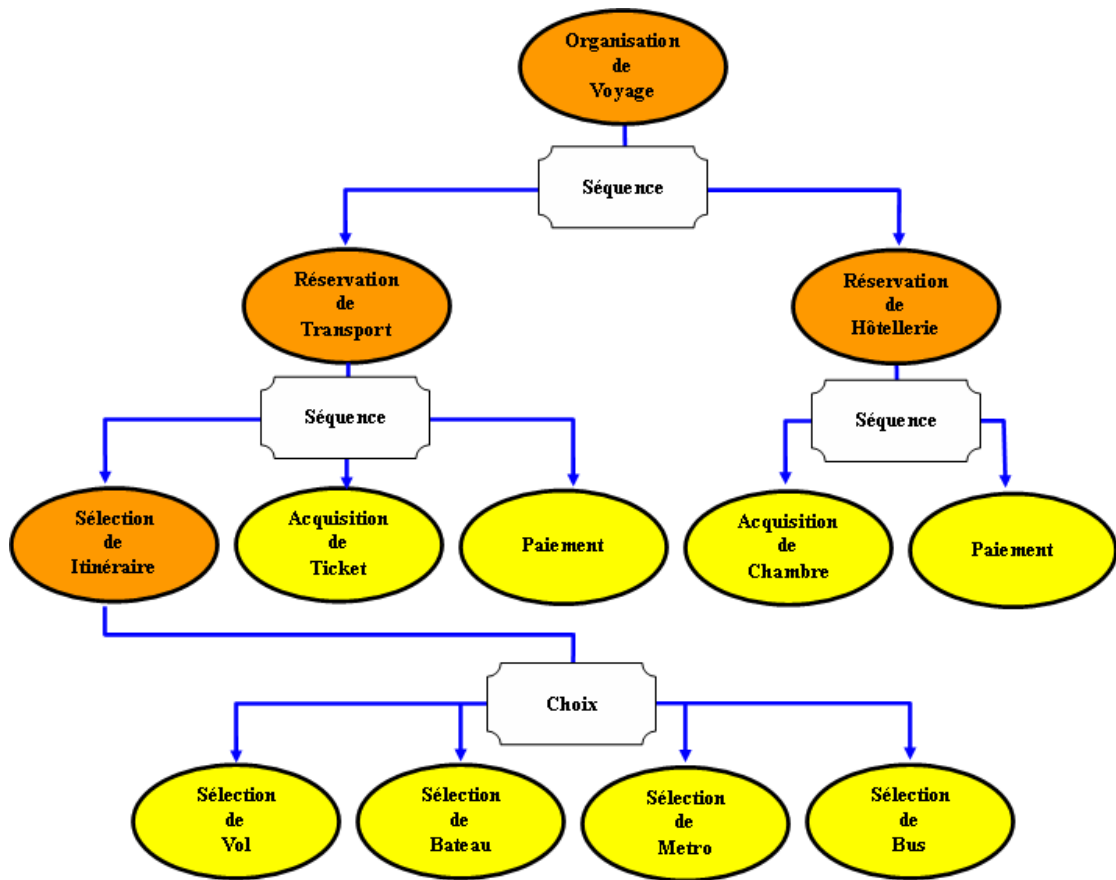 Organisation
de
Voyage
Séquence
Réservation
de
Transport
Réservation
de
Hôtellerie
Séquence
Séquence
Sélection
de
Itinéraire
Acquisition
de
Ticket
Paiement
Acquisition
de
Chambre
Paiement
Choix
Sélection
de
Vol
Sélection
de
Bateau
Sélection
de
Metro
Sélection
de
Bus